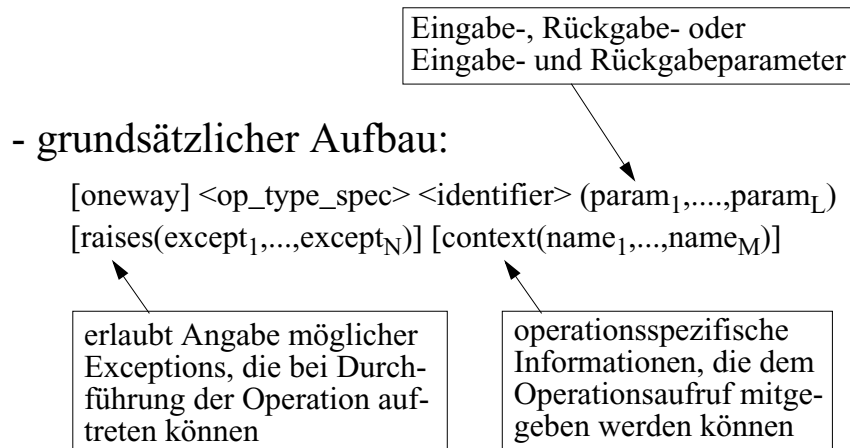 Eingabe-, Rückgabe- oder
Eingabe- und Rückgabeparameter
- grundsätzlicher Aufbau:
[oneway] <op_type_spec> <identifier> (param1,....,paramL)
[raises(except1,...,exceptN)] [context(name1,...,nameM)]
erlaubt Angabe möglicher
Exceptions, die bei Durch-
führung der Operation auf-
treten können
operationsspezifische
Informationen, die dem
Operationsaufruf mitge-
geben werden können